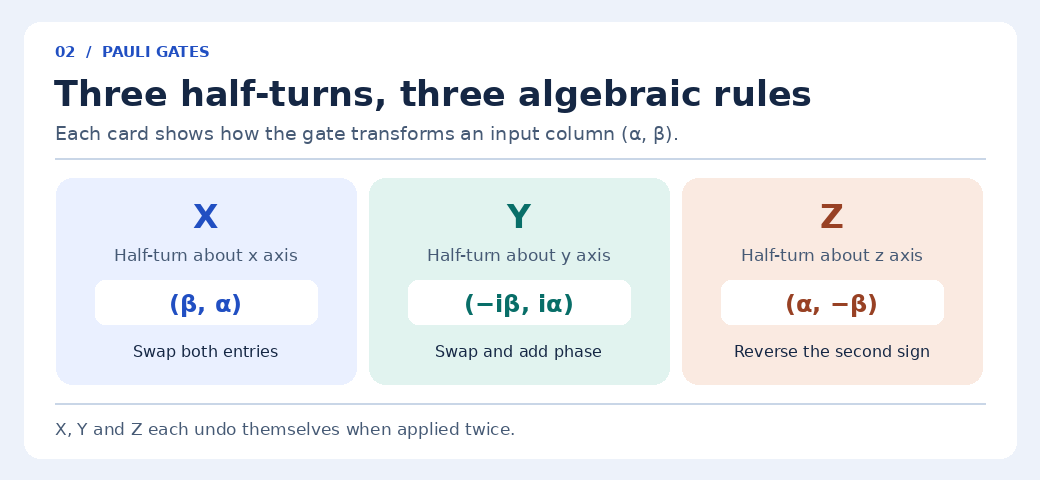 02 / PAULI GATES
Three half-turns, three algebraic rules
Each card shows how the gate transforms an input column (α, β).
X
Half-turn about x axis
(β, α)
Swap both entries
Y
Half-turn about y axis
(−iβ, iα)
Swap and add phase
Z
Half-turn about z axis
(α, −β)
Reverse the second sign
X, Y and Z each undo themselves when applied twice.